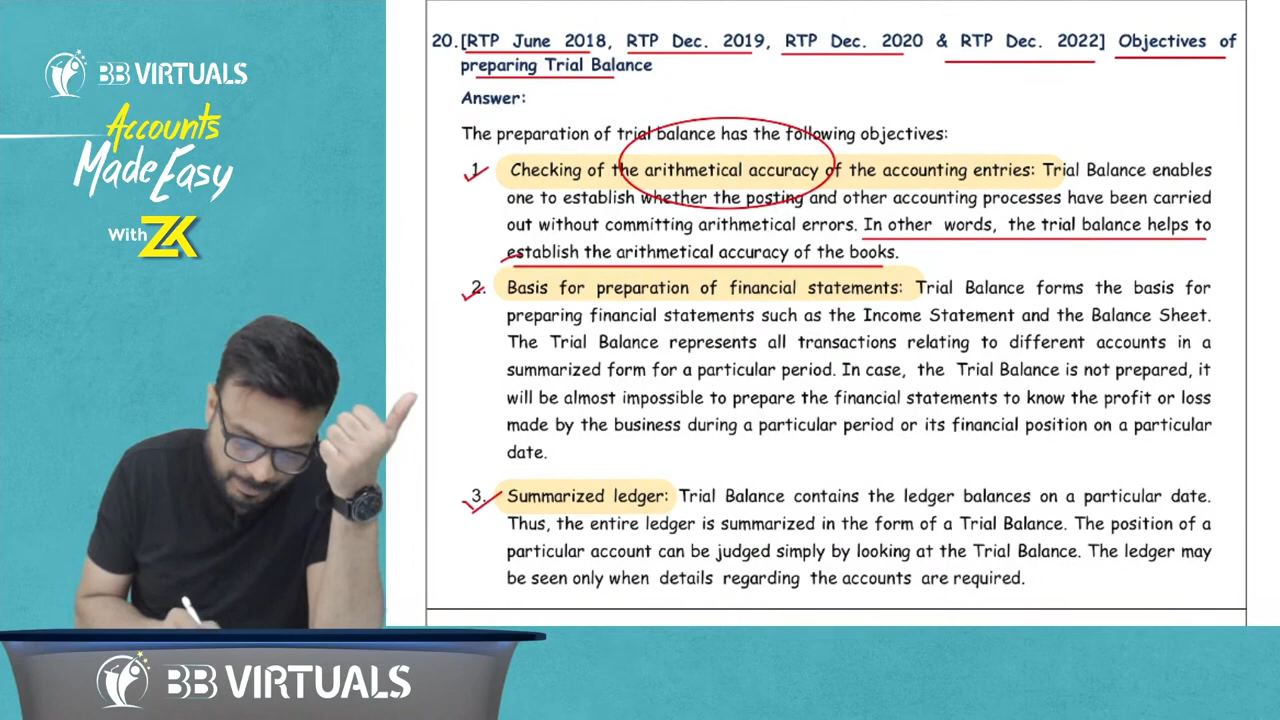 BB VIRTUALS
Accounts
Made Easy
With ZK
20. [RTP June 2018, RTP Dec. 2019, RTP Dec. 2020 & RTP Dec. 2022] Objectives of
preparing Trial Balance
Answer:
The preparation of trial balance has the following objectives:
1. Checking of the arithmetical accuracy of the accounting entries: Trial Balance enables
one to establish whether the posting and other accounting processes have been carried
out without committing arithmetical errors. In other words, the trial balance helps to
establish the arithmetical accuracy of the books.
2. Basis for preparation of financial statements: Trial Balance forms the basis for
preparing financial statements such as the Income Statement and the Balance Sheet.
The Trial Balance represents all transactions relating to different accounts in a
summarized form for a particular period. In case, the Trial Balance is not prepared, it
will be almost impossible to prepare the financial statements to know the profit or loss
made by the business during a particular period or its financial position on a particular
date.
3. Summarized ledger: Trial Balance contains the ledger balances on a particular date.
Thus, the entire ledger is summarized in the form of a Trial Balance. The position of a
particular account can be judged simply by looking at the Trial Balance. The ledger may
be seen only when details regarding the accounts are required.
BB VIRTUALS